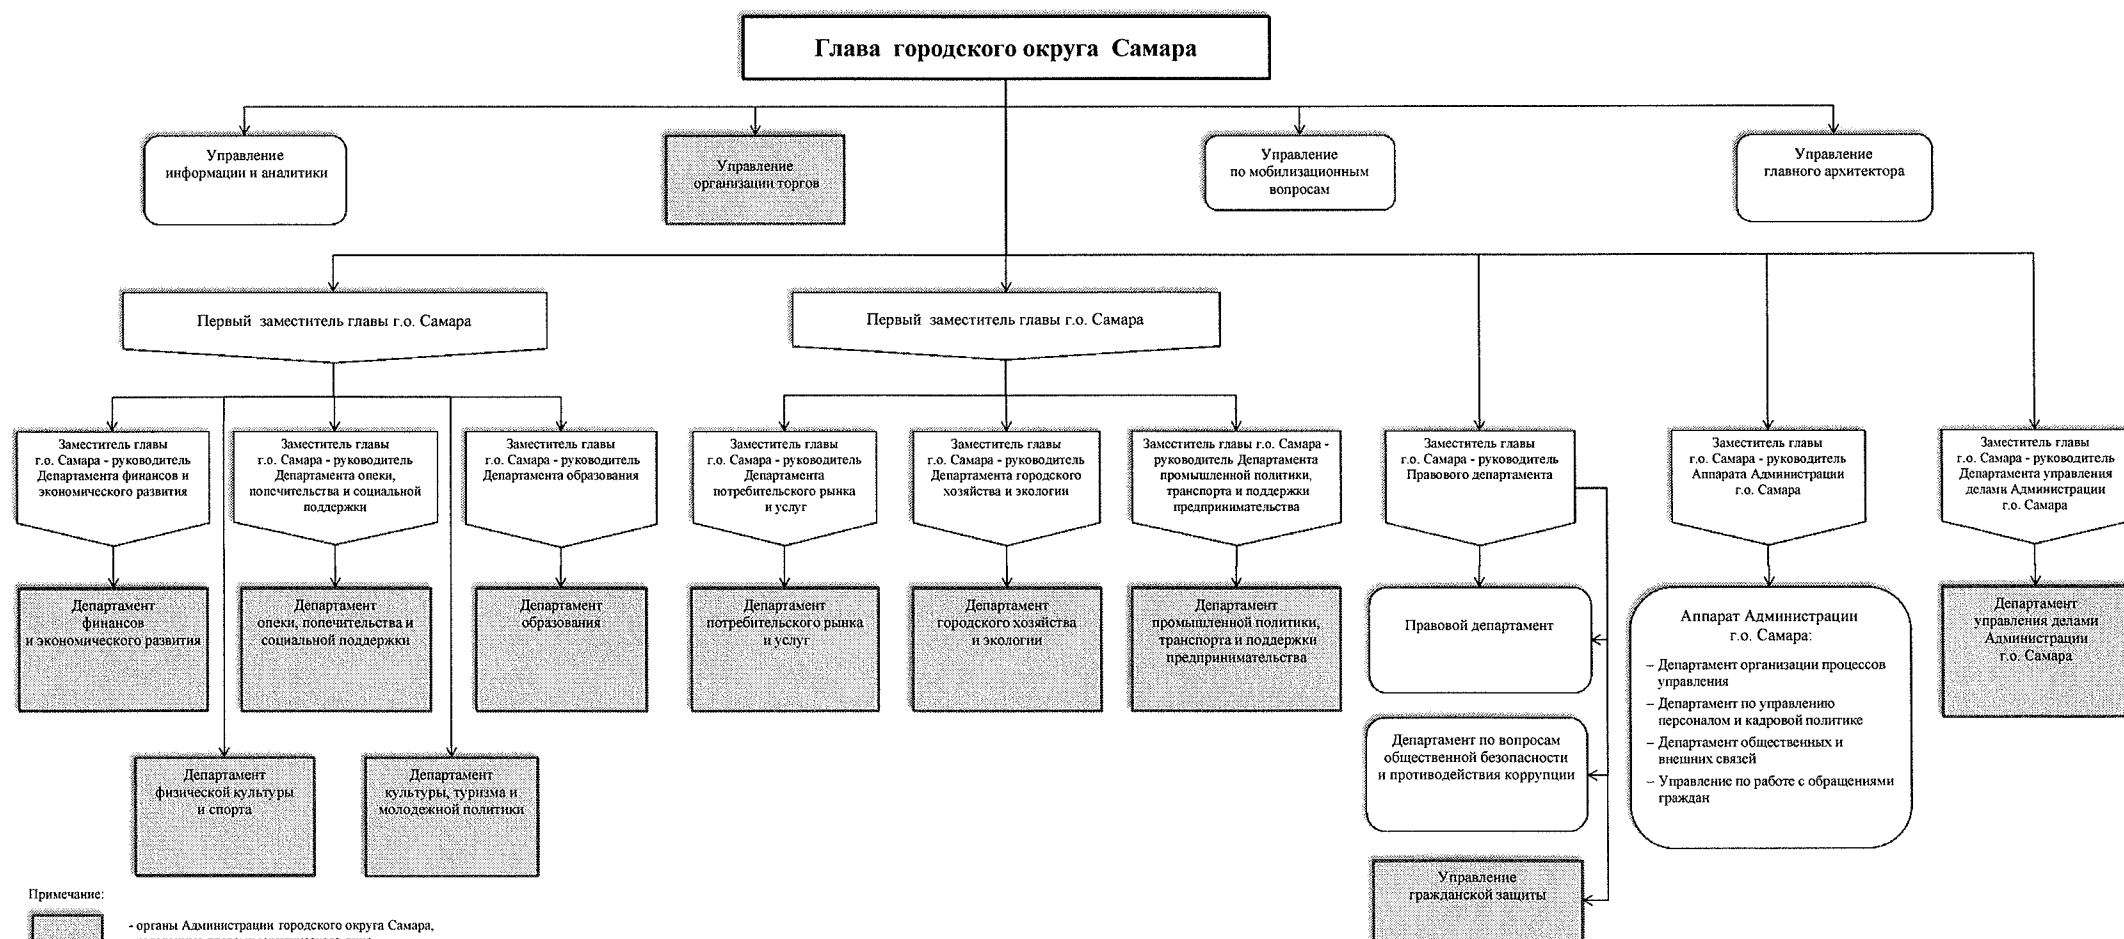 Глава городского округа Самара
Управление
информации и аналитики
Управление
организации торгов
Управление
по мобилизационным
вопросам
Управление
главного архитектора
Первый заместитель главы г.о. Самара
Первый заместитель главы г.о. Самара
Заместитель главы
г.о. Самара - руководитель
Департамента финансов и
экономического развития
Заместитель главы
г.о. Самара - руководитель
Департамента опеки,
попечительства и социальной
поддержки
Заместитель главы
г.о. Самара - руководитель
Департамента образования
Заместитель главы
г.о. Самара - руководитель
Департамента
потребительского рынка
и услуг
Заместитель главы
г.о. Самара - руководитель
Департамента городского
хозяйства и экологии
Заместитель главы г.о. Самара -
руководитель Департамента
промышленной политики,
транспорта и поддержки
предпринимательства
Заместитель главы
г.о. Самара - руководитель
Правового департамента
Заместитель главы
г.о. Самара - руководитель
Аппарата Администрации
г.о. Самара
Заместитель главы
г.о. Самара - руководитель
Департамента управления
делами Администрации
г.о. Самара
Департамент
финансов
и экономического развития
Департамент
опеки, попечительства и
социальной поддержки
Департамент
образования
Департамент
потребительского рынка
и услуг
Департамент
городского хозяйства
и экологии
Департамент
промышленной политики,
транспорта и поддержки
предпринимательства
Правовой департамент
Аппарат Администрации
г.о. Самара:
– Департамент организации процессов
управления
– Департамент по управлению
персоналом и кадровой политике
– Департамент общественных и
внешних связей
– Управление по работе с обращениями
граждан
Департамент
управления делами
Администрации
г.о. Самара
Департамент по вопросам
общественной безопасности
и противодействия коррупции
Департамент
физической культуры
и спорта
Департамент
культуры, туризма и
молодежной политики
Управление
гражданской защиты
Примечание:
- органы Администрации городского округа Самара,